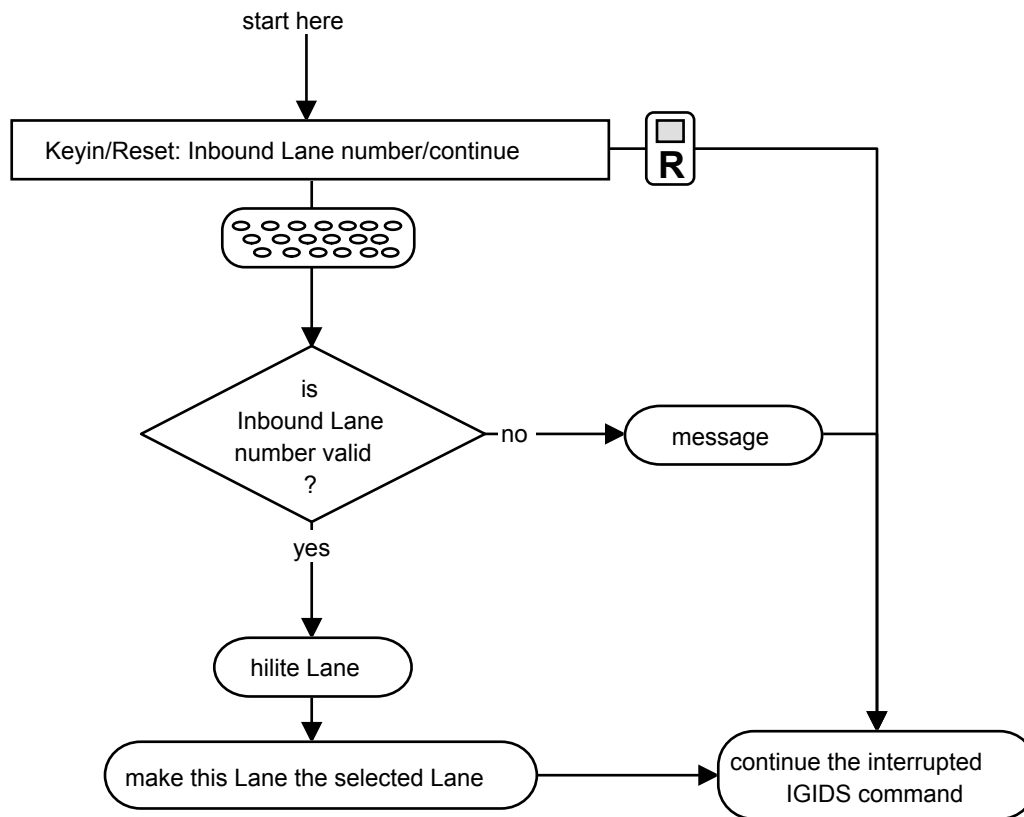 start here
Keyin/Reset: Inbound Lane number/continue
R
is
Inbound Lane
number valid
?
no
message
yes
hilite Lane
make this Lane the selected Lane
continue the interrupted
IGIDS command